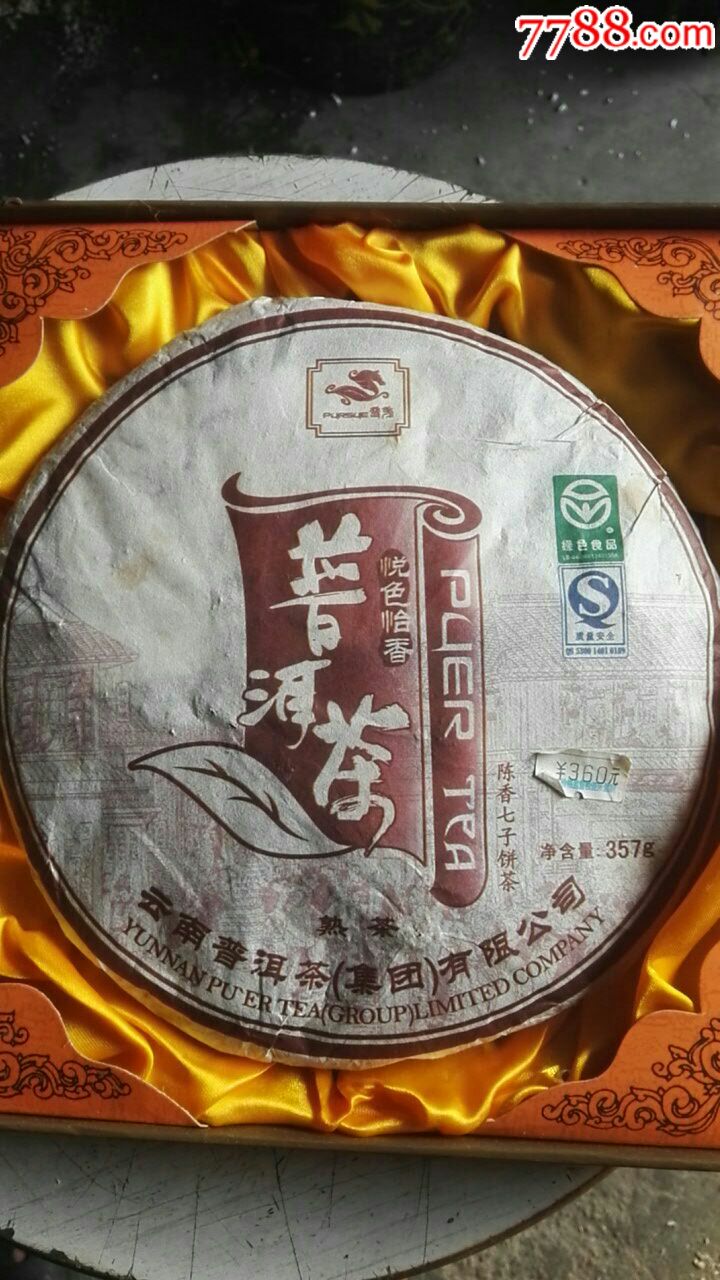 7788.com
PURSUE 普秀
普洱茶
悦色怡香
PUER TEA
绿色食品
质量安全
QS 5300 1401 0189
¥360元
陈香七子饼茶
净含量:357g
熟茶
云南普洱茶(集团)有限公司
YUNNAN PU'ER TEA(GROUP)LIMITED COMPANY